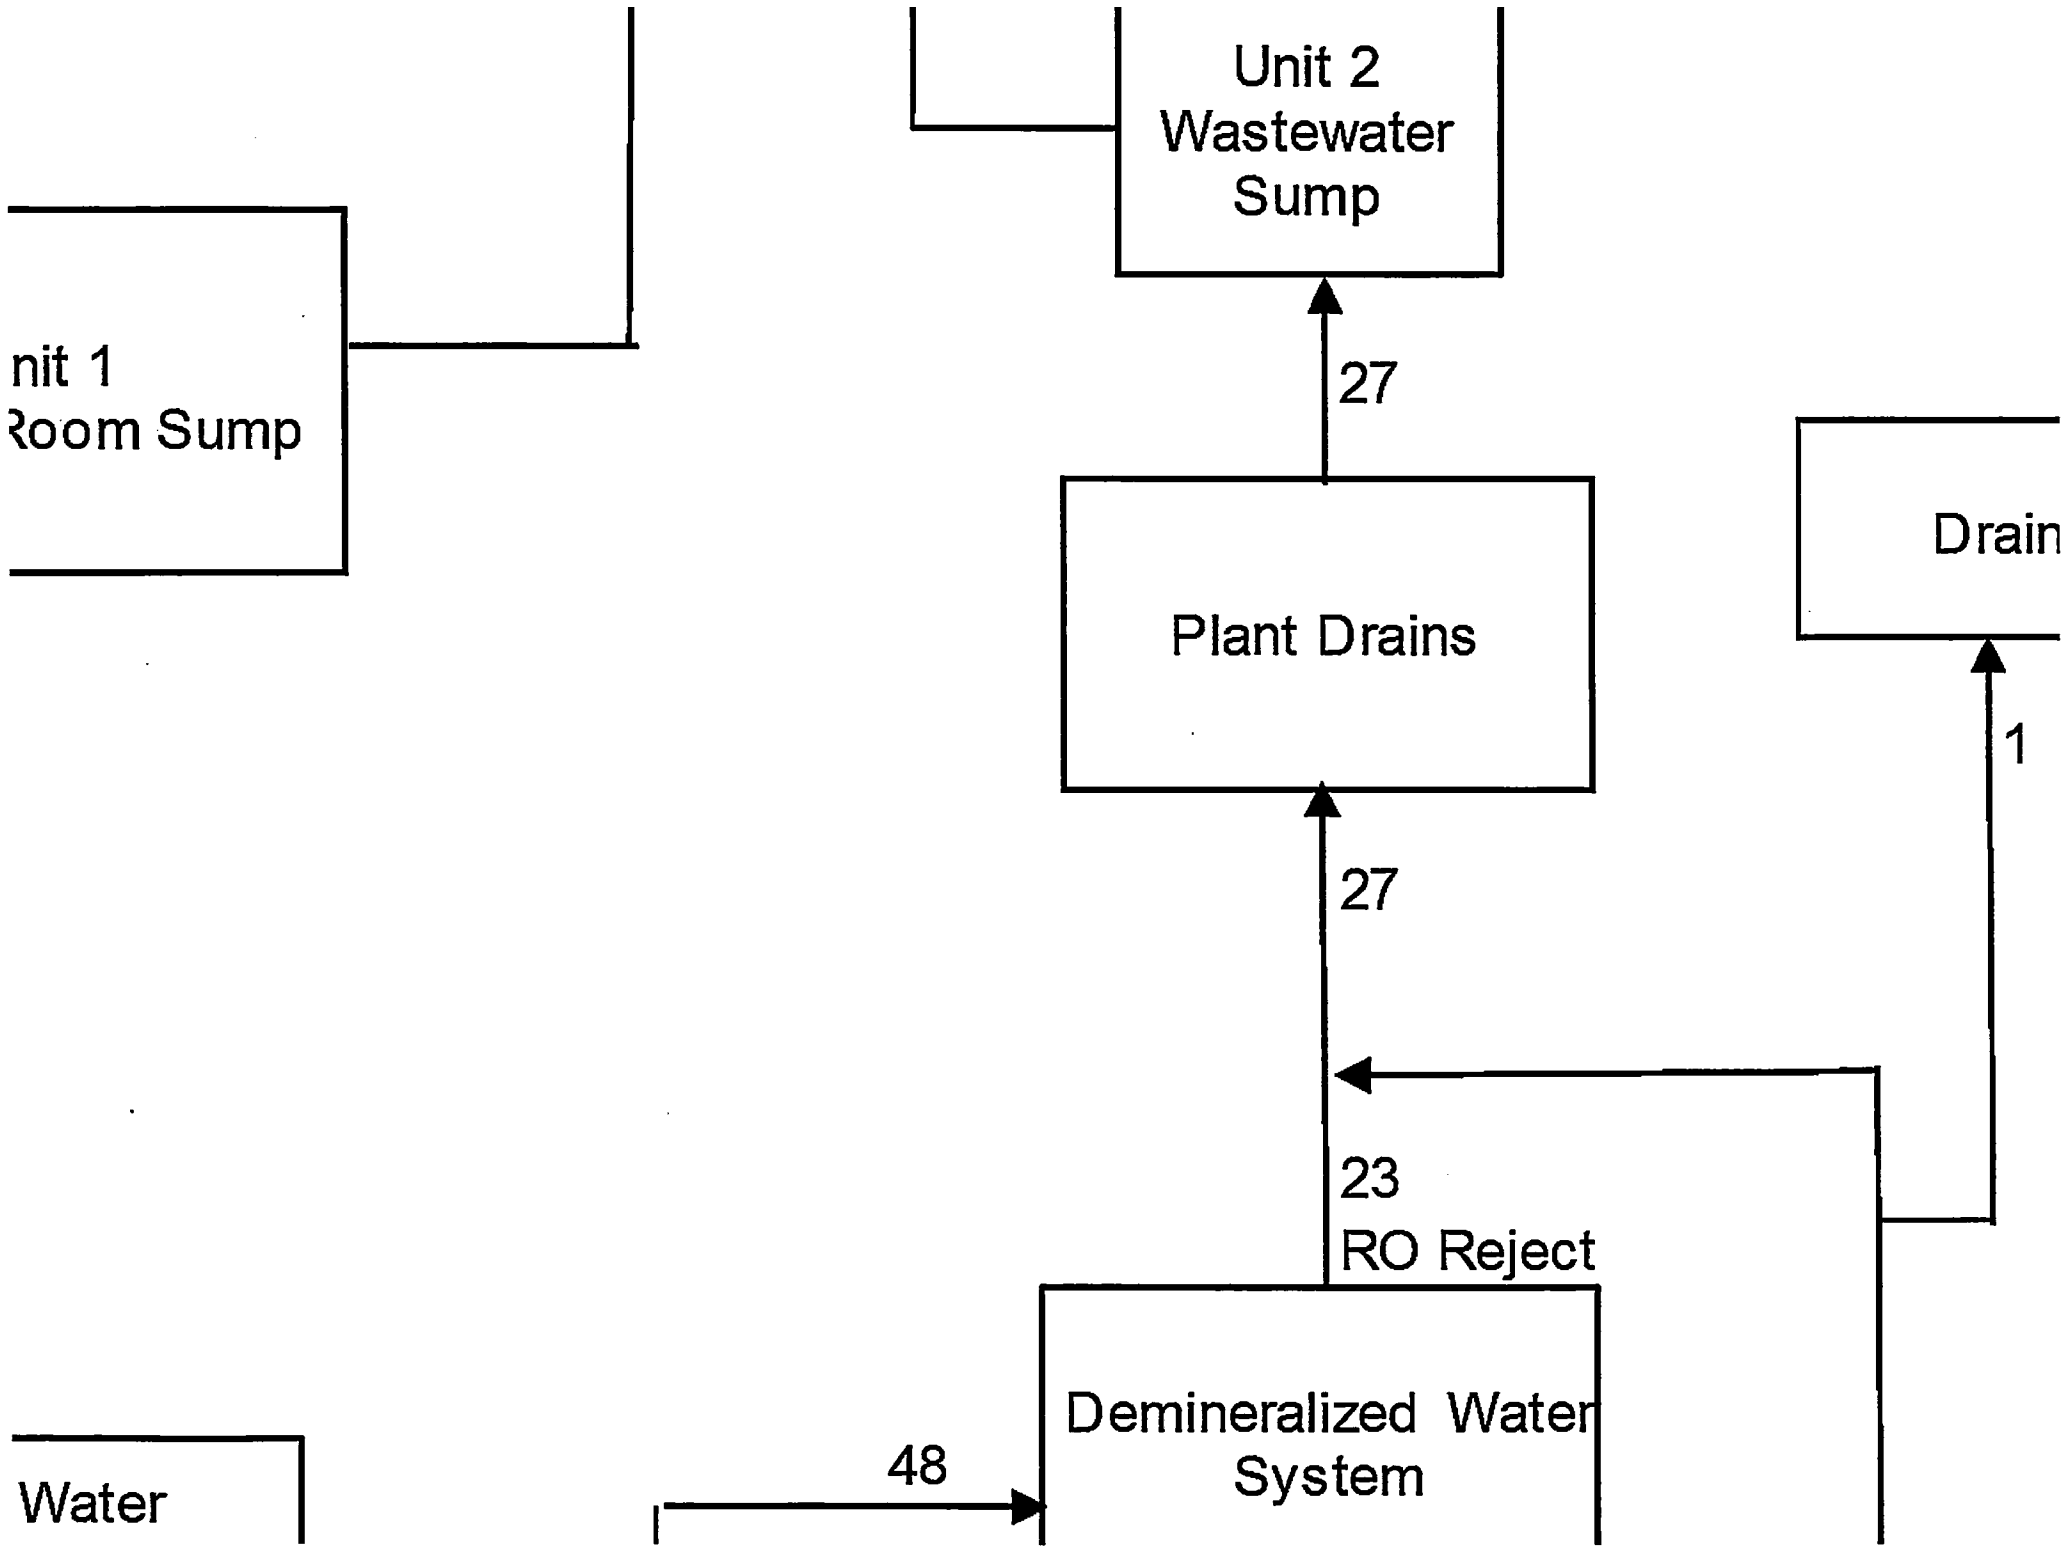 Unit 2
Wastewater
Sump
nit 1
Room Sump
27
Drain
Plant Drains
1
27
23
RO Reject
Demineralized Water
System
48
Water